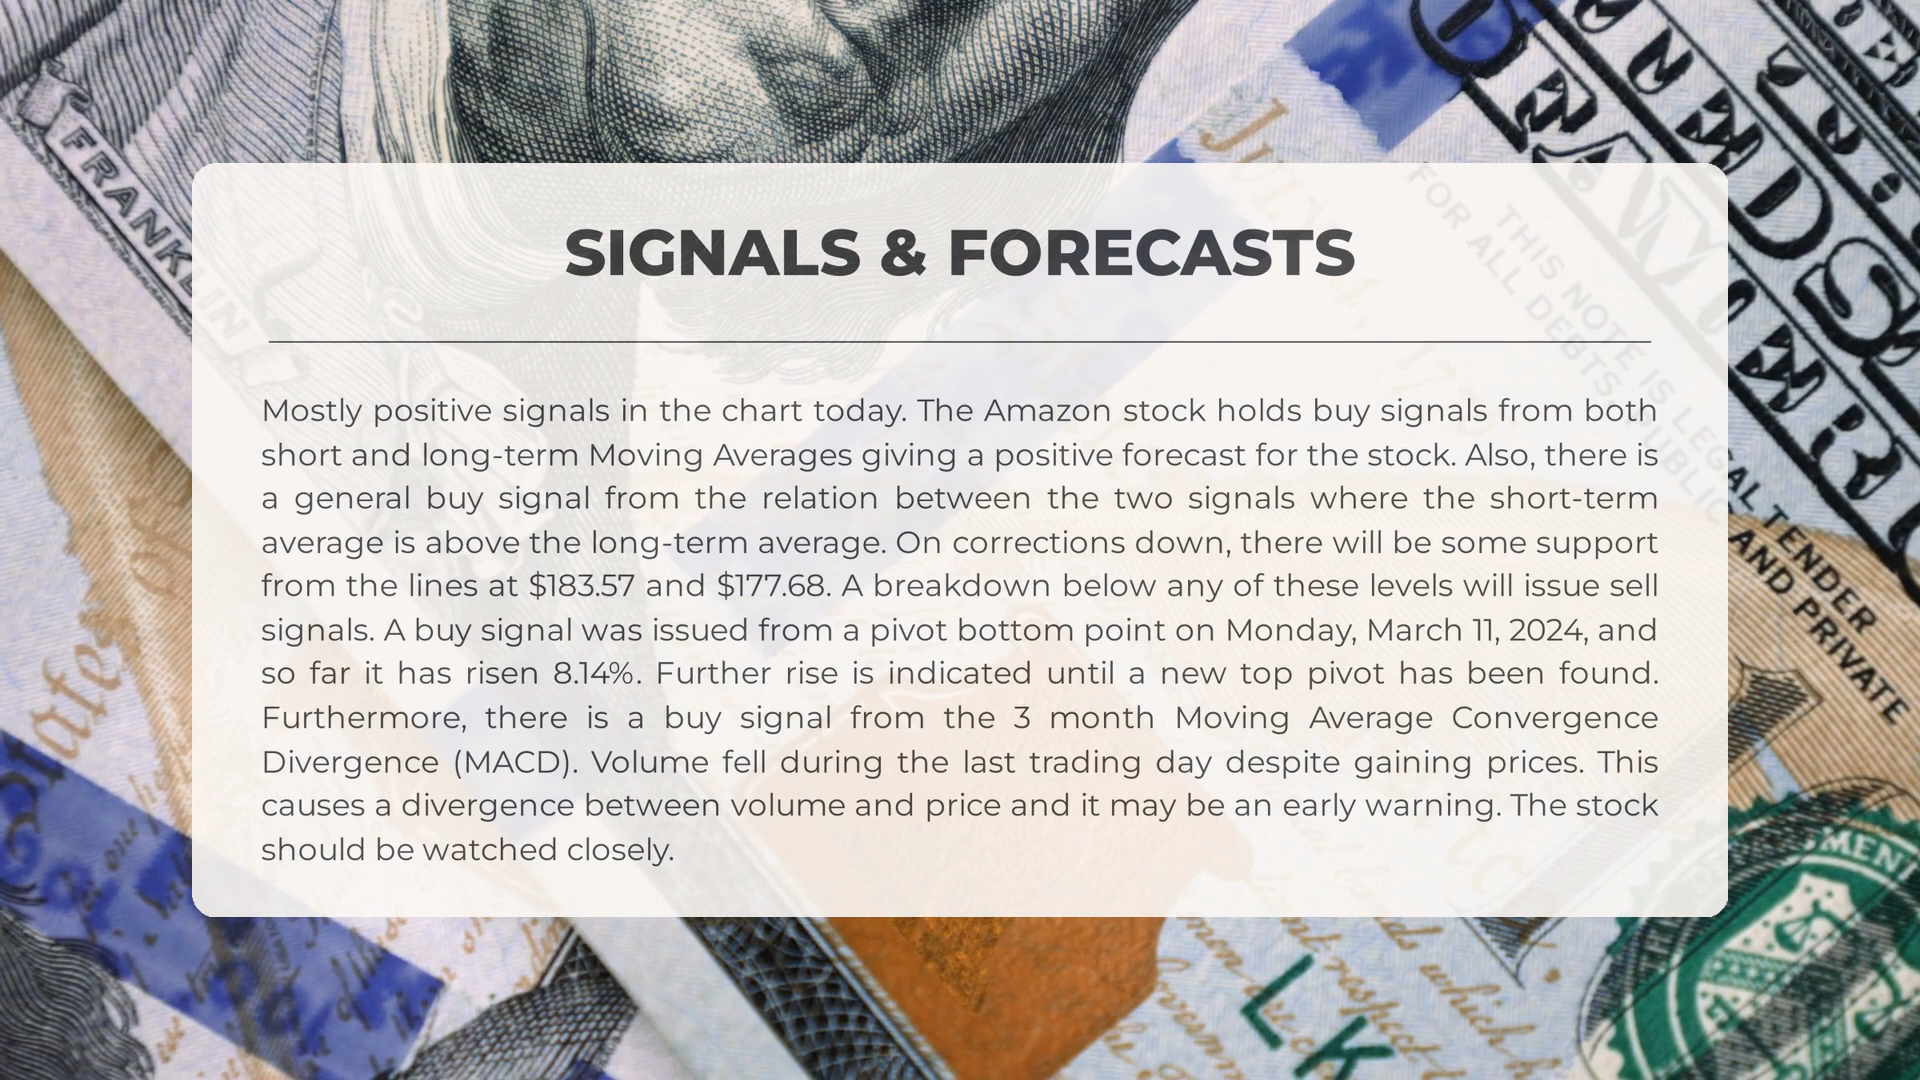 FRANKLIN
JULY 4,
THIS NOTE IS LEGAL TENDER
FOR ALL DEBTS, PUBLIC AND PRIVATE
SIGNALS & FORECASTS
Mostly positive signals in the chart today. The Amazon stock holds buy signals from both
short and long-term Moving Averages giving a positive forecast for the stock. Also, there is
a general buy signal from the relation between the two signals where the short-term
average is above the long-term average. On corrections down, there will be some support
from the lines at $183.57 and $177.68. A breakdown below any of these levels will issue sell
signals. A buy signal was issued from a pivot bottom point on Monday, March 11, 2024, and
so far it has risen 8.14%. Further rise is indicated until a new top pivot has been found.
Furthermore, there is a buy signal from the 3 month Moving Average Convergence
Divergence (MACD). Volume fell during the last trading day despite gaining prices. This
causes a divergence between volume and price and it may be an early warning. The stock
should be watched closely.
L K